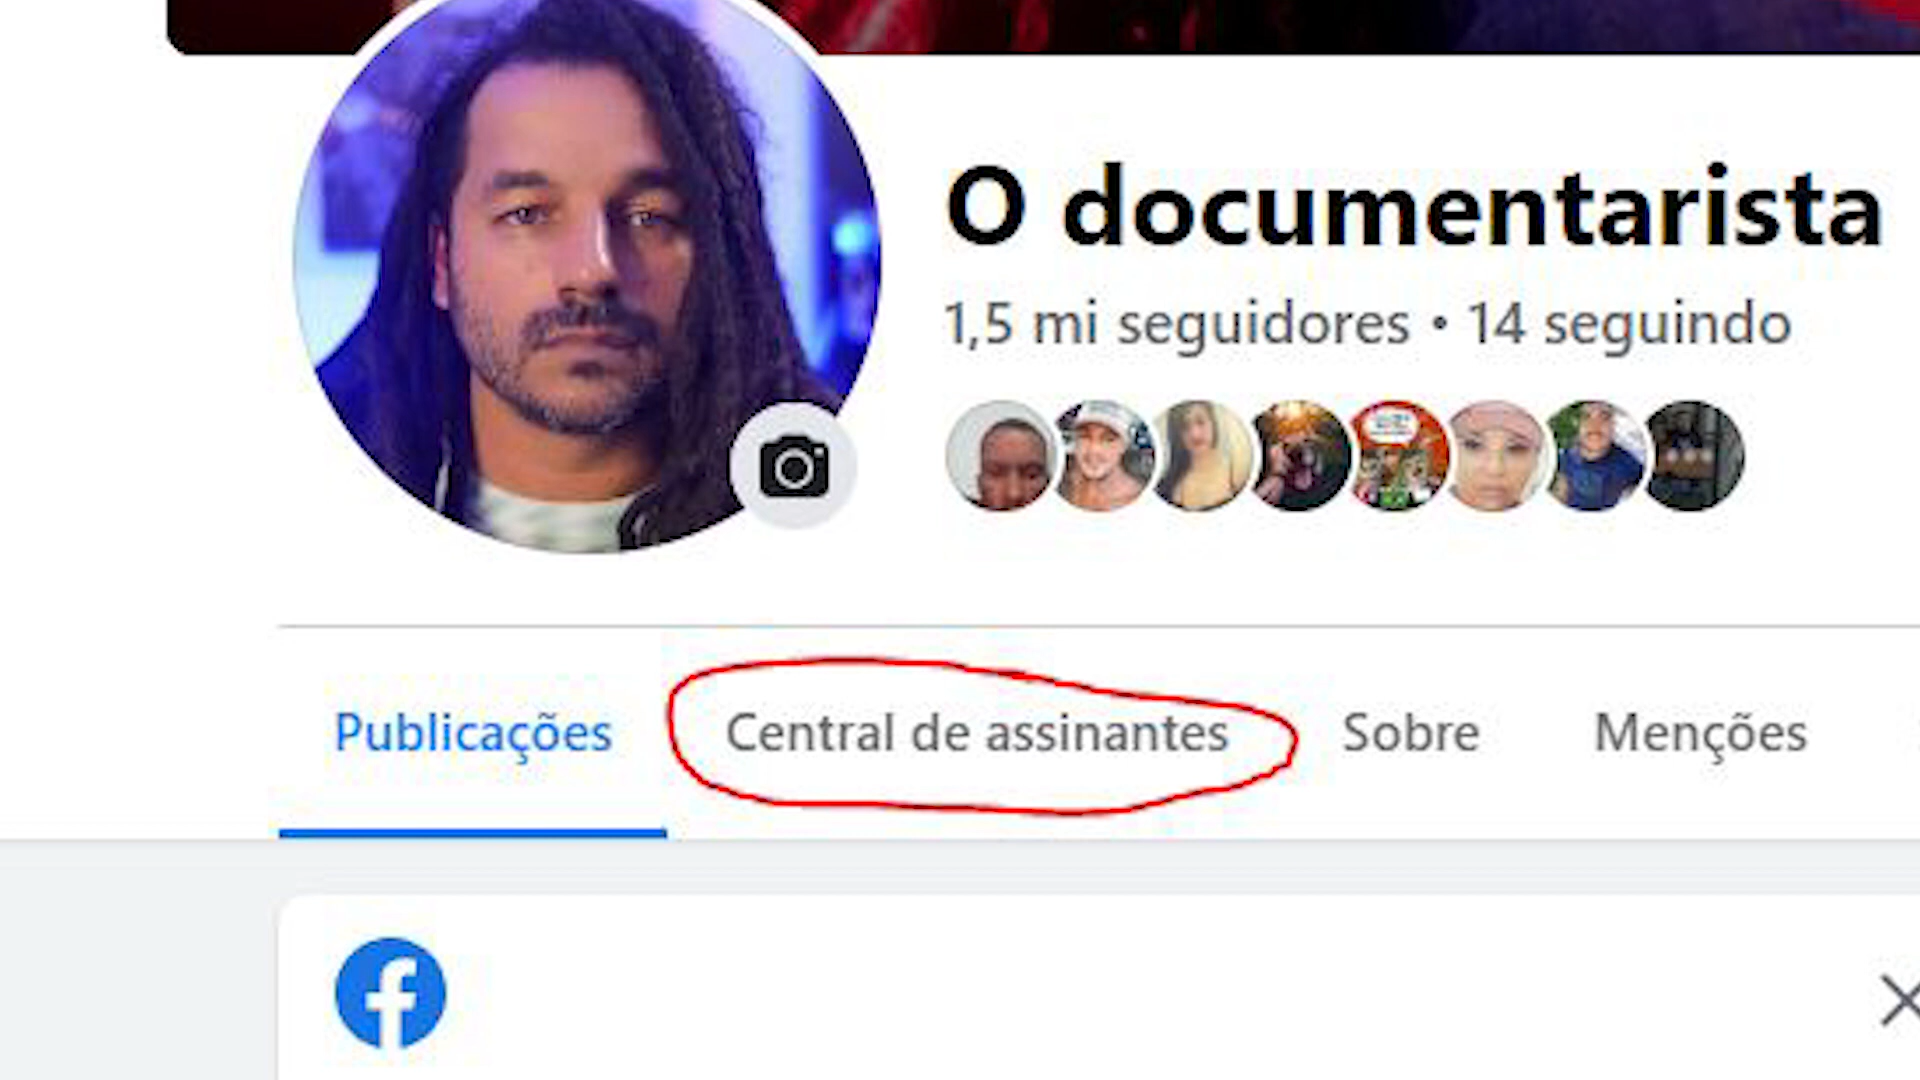 O documentarista
1,5 mi seguidores • 14 seguindo
Publicações Central de assinantes Sobre Menções